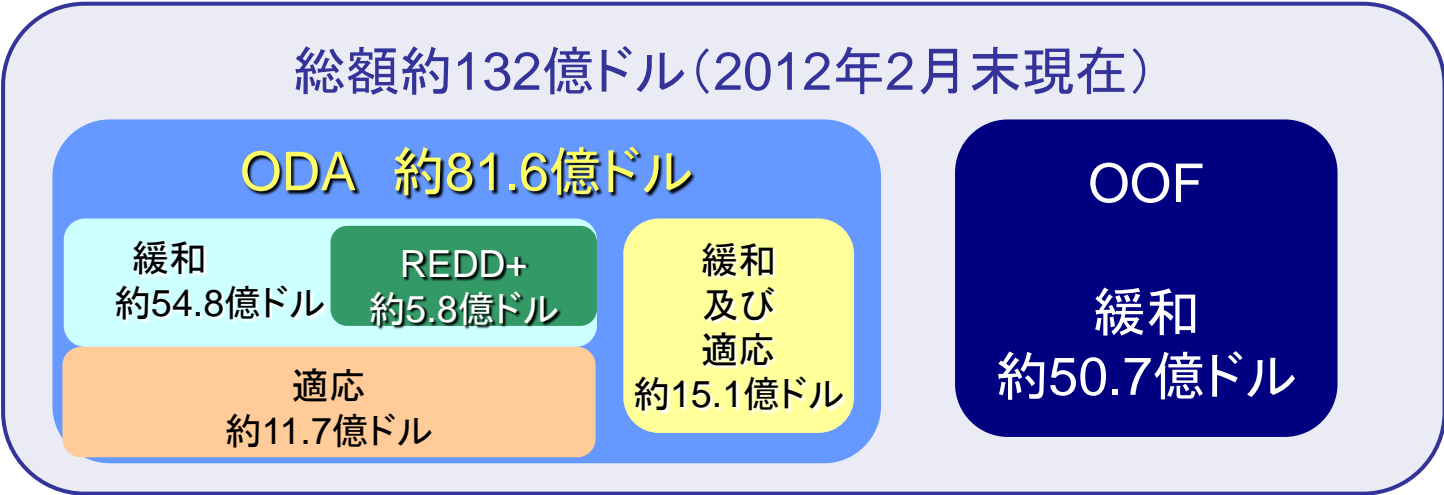 総額約132億ドル（2012年2月末現在）
ODA　約81.6億ドル
緩和
約54.8億ドル
REDD+
約5.8億ドル
適応
約11.7億ドル
緩和
及び
適応
約15.1億ドル
OOF
緩和
約50.7億ドル